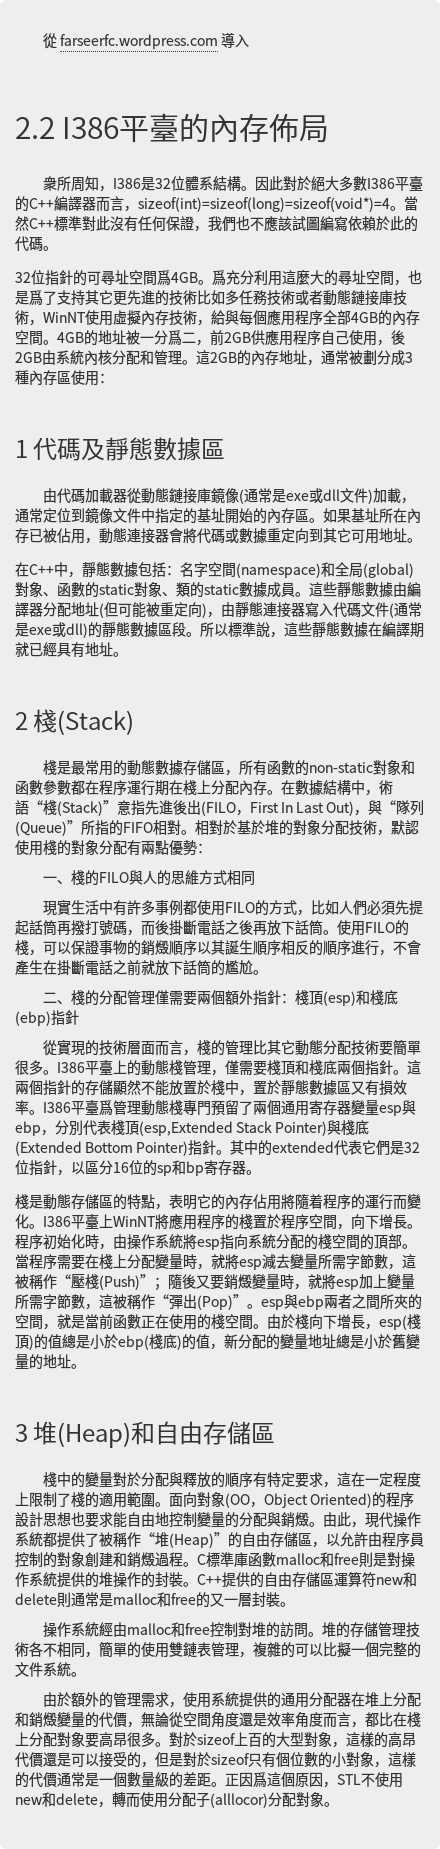 從 farseerfc.wordpress.com 導入
2.2 I386平臺的內存佈局
衆所周知，I386是32位體系結構。因此對於絕大多數I386平臺
的C++編譯器而言，sizeof(int)=sizeof(long)=sizeof(void*)=4。當
然C++標準對此沒有任何保證，我們也不應該試圖編寫依賴於此的
代碼。
32位指針的可尋址空間爲4GB。爲充分利用這麼大的尋址空間，也
是爲了支持其它更先進的技術比如多任務技術或者動態鏈接庫技
術，WinNT使用虛擬內存技術，給與每個應用程序全部4GB的內存
空間。4GB的地址被一分爲二，前2GB供應用程序自己使用，後
2GB由系統內核分配和管理。這2GB的內存地址，通常被劃分成3
種內存區使用：
1 代碼及靜態數據區
由代碼加載器從動態鏈接庫鏡像(通常是exe或dll文件)加載，
通常定位到鏡像文件中指定的基址開始的內存區。如果基址所在內
存已被佔用，動態連接器會將代碼或數據重定向到其它可用地址。
在C++中，靜態數據包括：名字空間(namespace)和全局(global)
對象、函數的static對象、類的static數據成員。這些靜態數據由編
譯器分配地址(但可能被重定向)，由靜態連接器寫入代碼文件(通常
是exe或dll)的靜態數據區段。所以標準說，這些靜態數據在編譯期
就已經具有地址。
2 棧(Stack)
棧是最常用的動態數據存儲區，所有函數的non-static對象和
函數參數都在程序運行期在棧上分配內存。在數據結構中，術
語“棧(Stack)”意指先進後出(FILO，First In Last Out)，與“隊列
(Queue)”所指的FIFO相對。相對於基於堆的對象分配技術，默認
使用棧的對象分配有兩點優勢：
一、棧的FILO與人的思維方式相同
現實生活中有許多事例都使用FILO的方式，比如人們必須先提
起話筒再撥打號碼，而後掛斷電話之後再放下話筒。使用FILO的
棧，可以保證事物的銷燬順序以其誕生順序相反的順序進行，不會
產生在掛斷電話之前就放下話筒的尷尬。
二、棧的分配管理僅需要兩個額外指針：棧頂(esp)和棧底
(ebp)指針
從實現的技術層面而言，棧的管理比其它動態分配技術要簡單
很多。I386平臺上的動態棧管理，僅需要棧頂和棧底兩個指針。這
兩個指針的存儲顯然不能放置於棧中，置於靜態數據區又有損效
率。I386平臺爲管理動態棧專門預留了兩個通用寄存器變量esp與
ebp，分別代表棧頂(esp,Extended Stack Pointer)與棧底
(Extended Bottom Pointer)指針。其中的extended代表它們是32
位指針，以區分16位的sp和bp寄存器。
棧是動態存儲區的特點，表明它的內存佔用將隨着程序的運行而變
化。I386平臺上WinNT將應用程序的棧置於程序空間，向下增長。
程序初始化時，由操作系統將esp指向系統分配的棧空間的頂部。
當程序需要在棧上分配變量時，就將esp減去變量所需字節數，這
被稱作“壓棧(Push)”；隨後又要銷燬變量時，就將esp加上變量
所需字節數，這被稱作“彈出(Pop)”。esp與ebp兩者之間所夾的
空間，就是當前函數正在使用的棧空間。由於棧向下增長，esp(棧
頂)的值總是小於ebp(棧底)的值，新分配的變量地址總是小於舊變
量的地址。
3 堆(Heap)和自由存儲區
棧中的變量對於分配與釋放的順序有特定要求，這在一定程度
上限制了棧的適用範圍。面向對象(OO，Object Oriented)的程序
設計思想也要求能自由地控制變量的分配與銷燬。由此，現代操作
系統都提供了被稱作“堆(Heap)”的自由存儲區，以允許由程序員
控制的對象創建和銷燬過程。C標準庫函數malloc和free則是對操
作系統提供的堆操作的封裝。C++提供的自由存儲區運算符new和
delete則通常是malloc和free的又一層封裝。
操作系統經由malloc和free控制對堆的訪問。堆的存儲管理技
術各不相同，簡單的使用雙鏈表管理，複雜的可以比擬一個完整的
文件系統。
由於額外的管理需求，使用系統提供的通用分配器在堆上分配
和銷燬變量的代價，無論從空間角度還是效率角度而言，都比在棧
上分配對象要高昂很多。對於sizeof上百的大型對象，這樣的高昂
代價還是可以接受的，但是對於sizeof只有個位數的小對象，這樣
的代價通常是一個數量級的差距。正因爲這個原因，STL不使用
new和delete，轉而使用分配子(alllocor)分配對象。